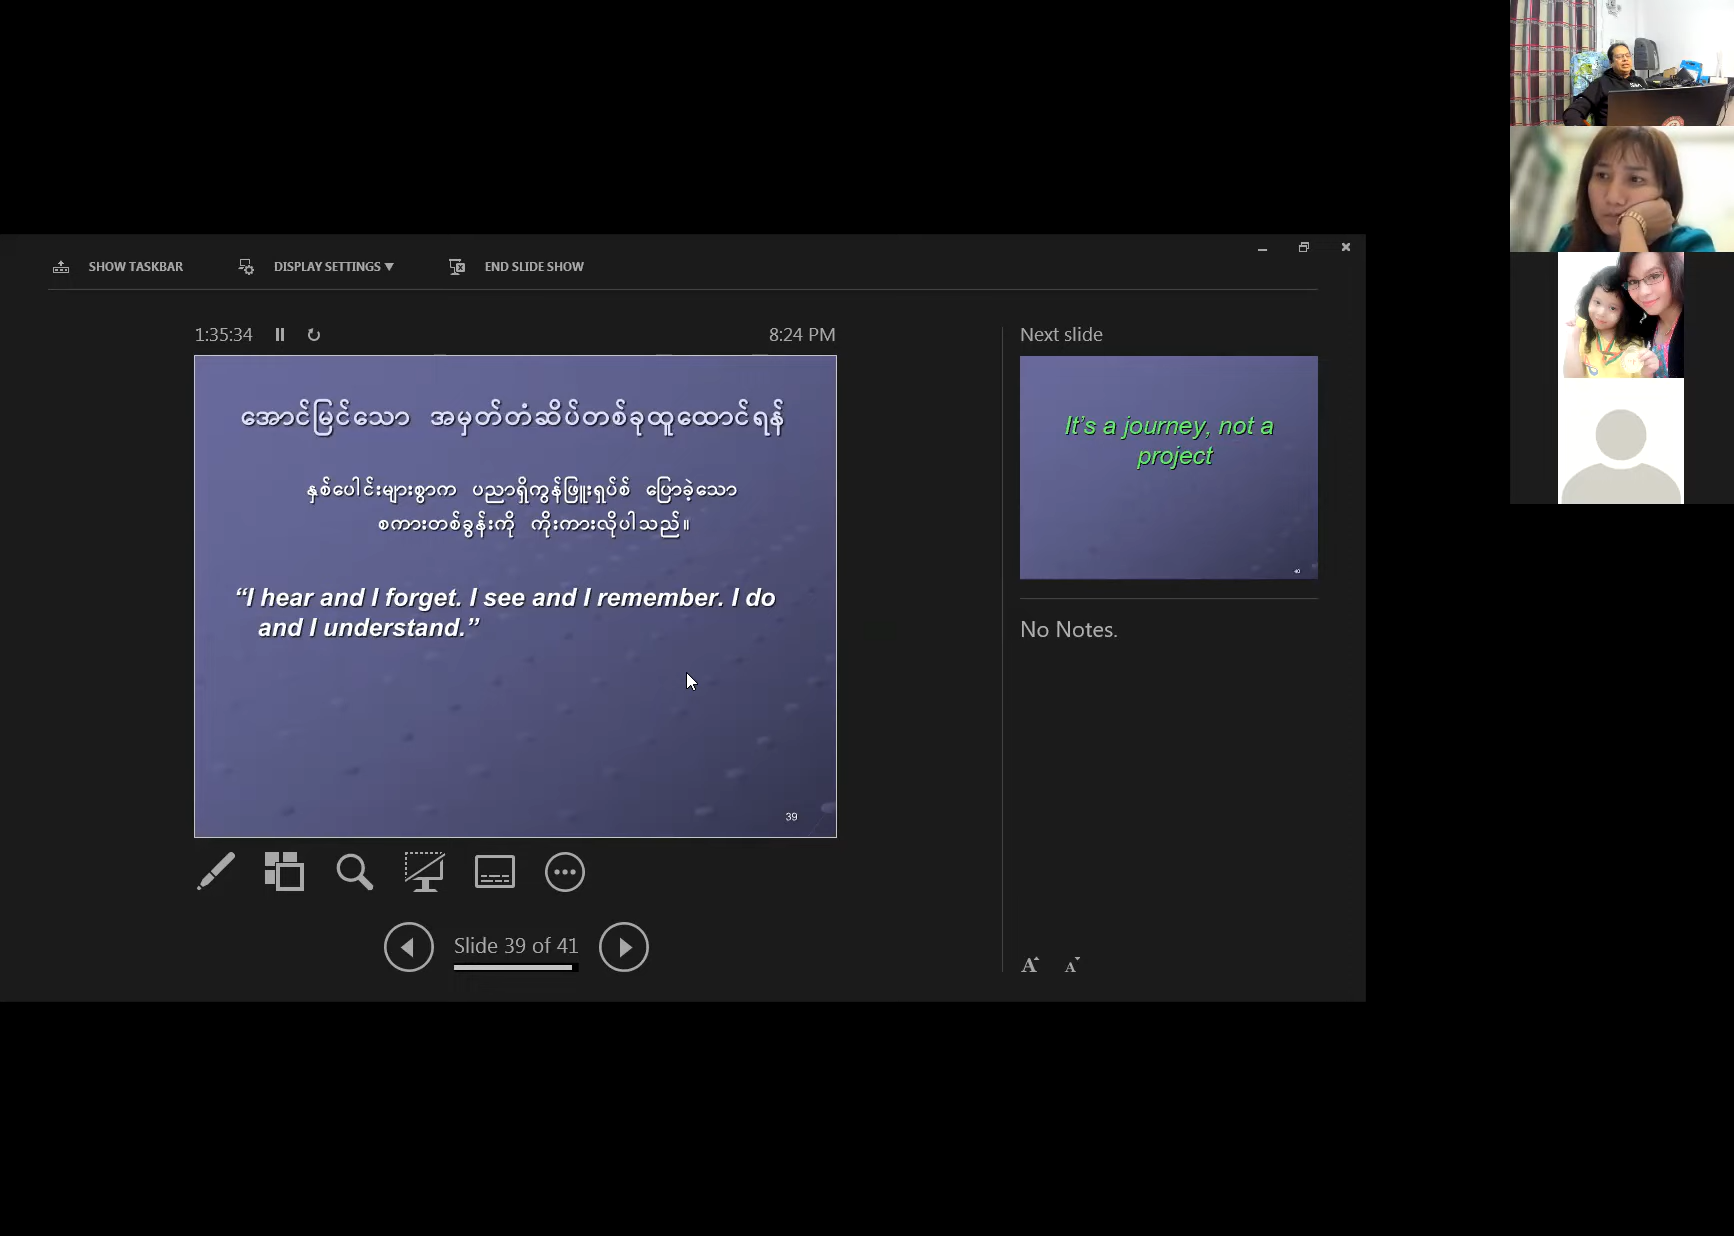 SHOW TASKBAR
DISPLAY SETTINGS ▼
END SLIDE SHOW
1:35:34
8:24 PM
အောင်မြင်သော အမှတ်တံဆိပ်တစ်ခုထူထောင်ရန်
နှစ်ပေါင်းများစွာက ပညာရှိကွန်ဖြူးရှပ်စ် ပြောခဲ့သော
စကားတစ်ခွန်းကို ကိုးကားလိုပါသည်။
“I hear and I forget. I see and I remember. I do
and I understand.”
39
Slide 39 of 41
Next slide
It’s a journey, not a
project
40
No Notes.
A A